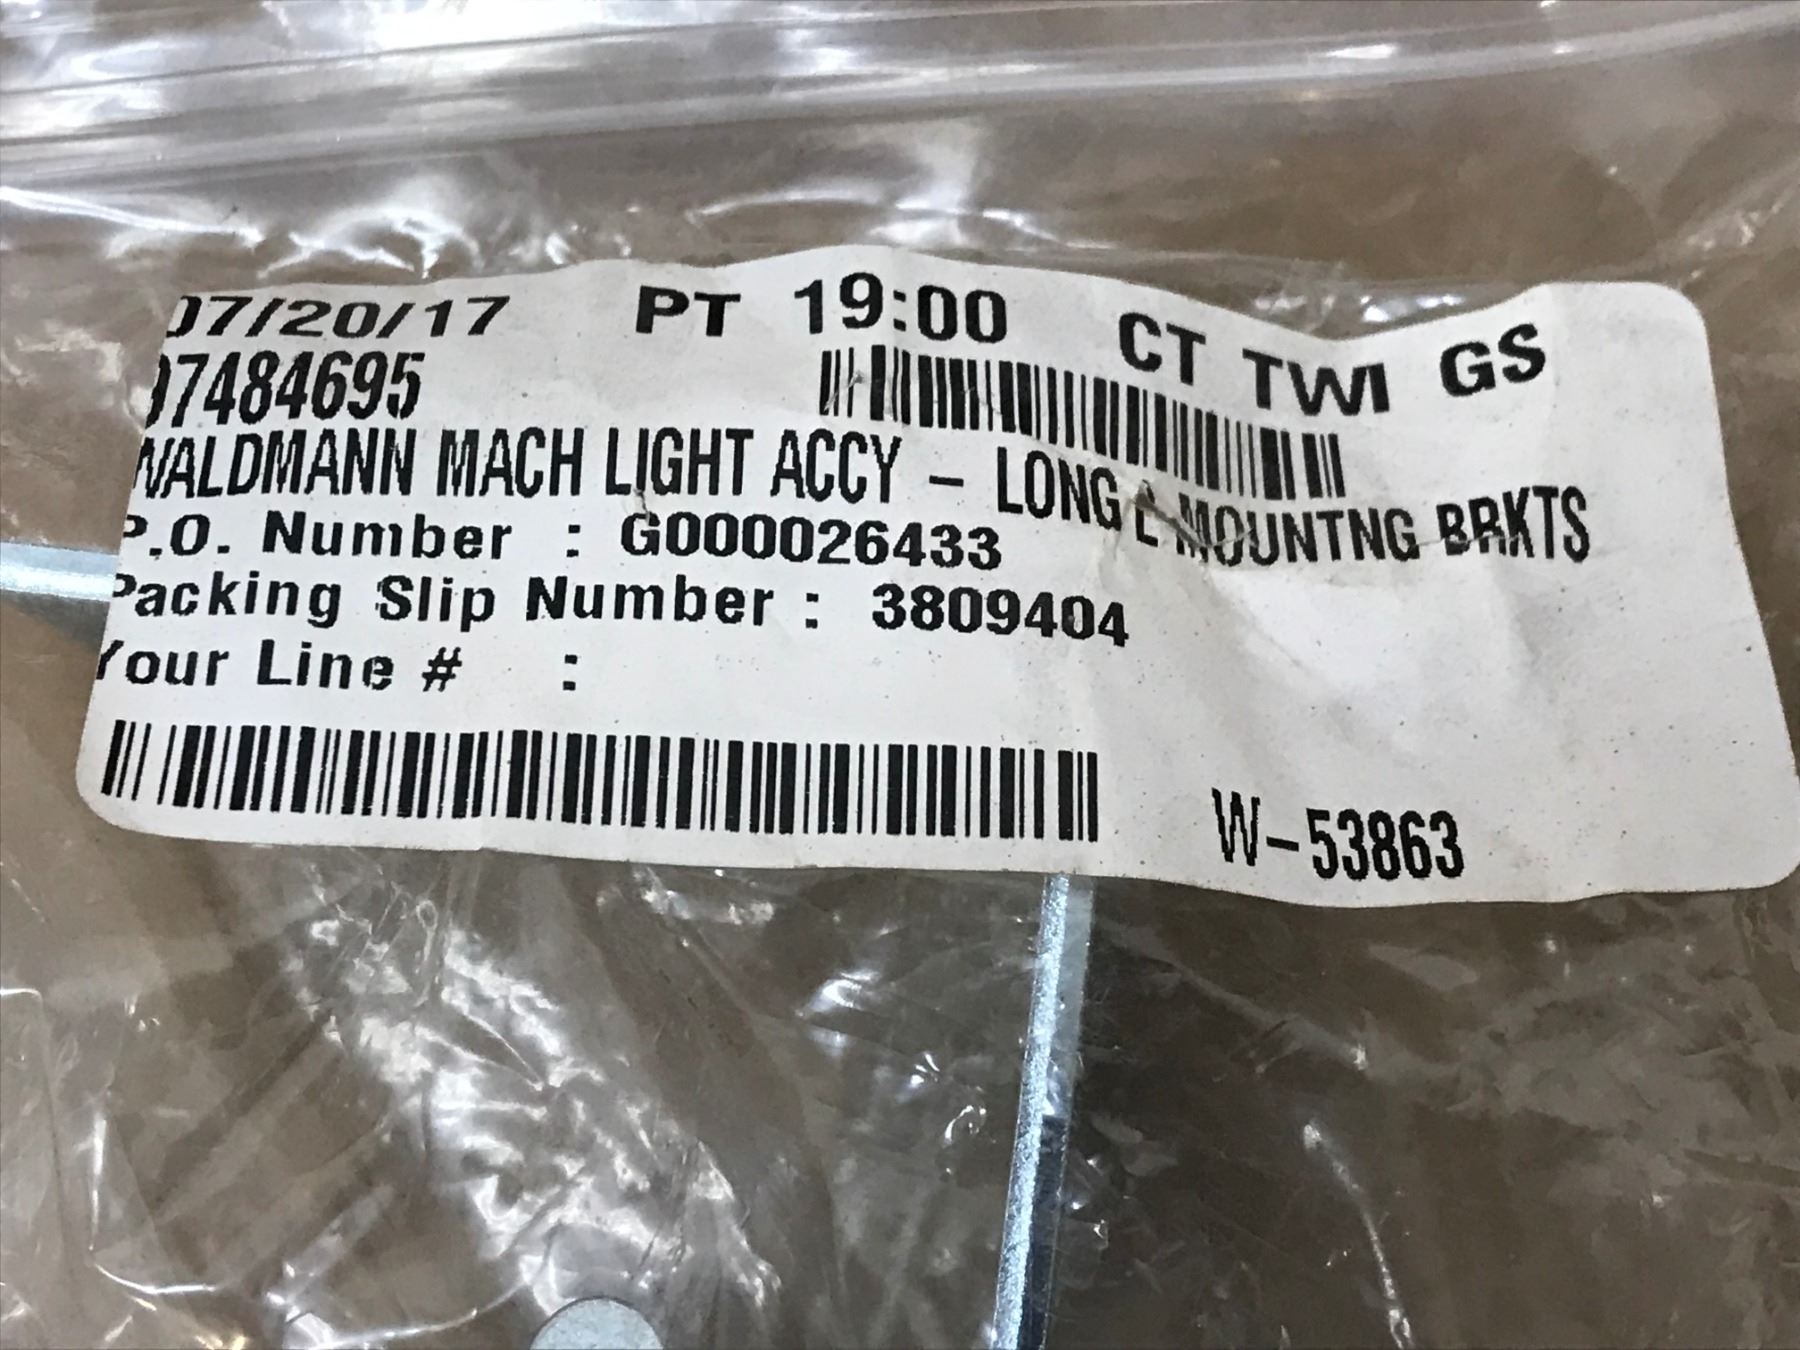 07/20/17 PT 19:00 CT TWI GS
07484695
WALDMANN MACH LIGHT ACCY - LONG L MOUNTNG BRKTS
P.O. Number : G000026433
Packing Slip Number : 3809404
Your Line # :
W-53863